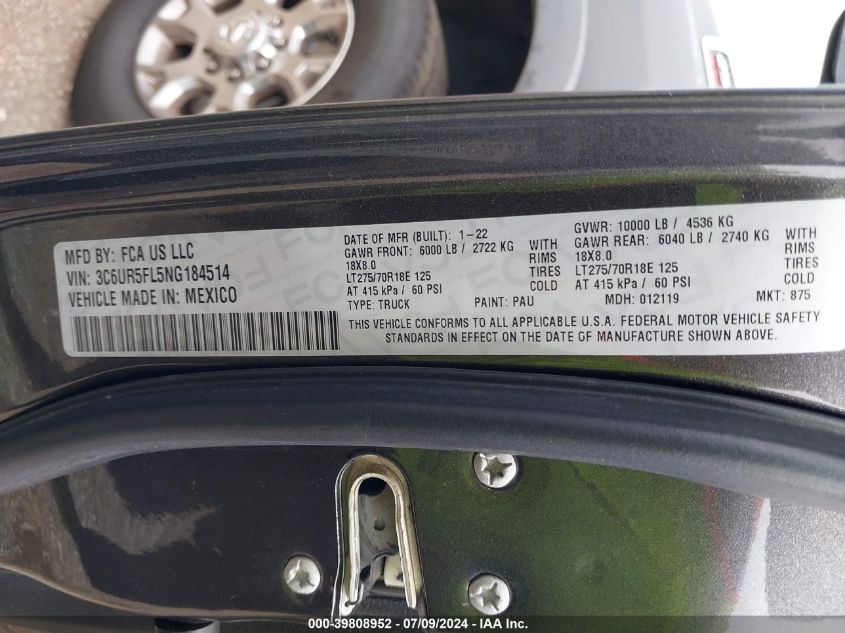 MFD BY: FCA US LLC
VIN: 3C6UR5FL5NG184514
VEHICLE MADE IN: MEXICO
DATE OF MFR (BUILT): 1-22
GAWR FRONT: 6000 LB / 2722 KG WITH
18X8.0 RIMS
LT275/70R18E 125 TIRES
AT 415 kPa / 60 PSI COLD
TYPE: TRUCK PAINT: PAU
GVWR: 10000 LB / 4536 KG
GAWR REAR: 6040 LB / 2740 KG WITH
18X8.0 RIMS
LT275/70R18E 125 TIRES
AT 415 kPa / 60 PSI COLD
MDH: 012119 MKT: 875
THIS VEHICLE CONFORMS TO ALL APPLICABLE U.S.A. FEDERAL MOTOR VEHICLE SAFETY
STANDARDS IN EFFECT ON THE DATE OF MANUFACTURE SHOWN ABOVE.
000-39808952 - 07/09/2024 - © IAA, Inc.